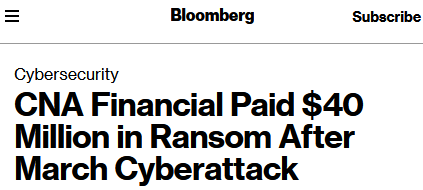 Bloomberg
Subscribe
Cybersecurity
CNA Financial Paid $40
Million in Ransom After
March Cyberattack